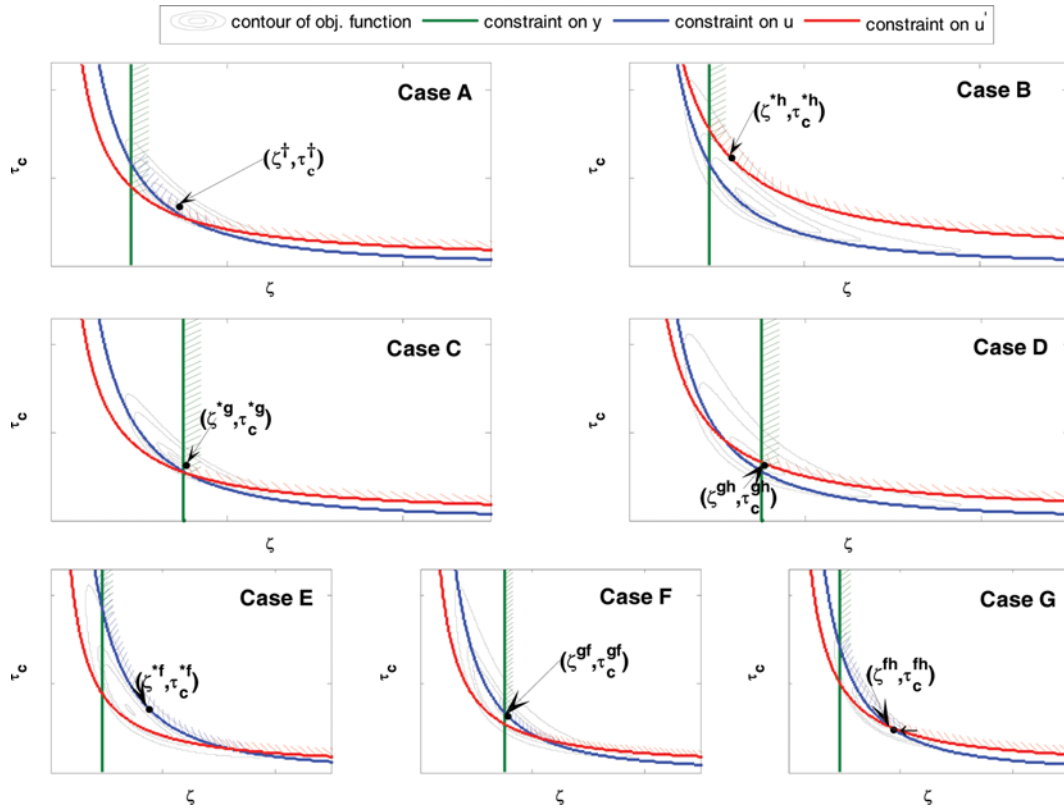 contour of obj. function constraint on y constraint on u constraint on u'
Case A
(ζ†,τc†)
τc
ζ
Case B
(ζ*h,τc*h)
τc
ζ
Case C
(ζ*g,τc*g)
τc
ζ
Case D
(ζgh,τcgh)
τc
ζ
Case E
(ζ*f,τc*f)
τc
ζ
Case F
(ζgf,τcgf)
τc
ζ
Case G
(ζfh,τcfh)
τc
ζ